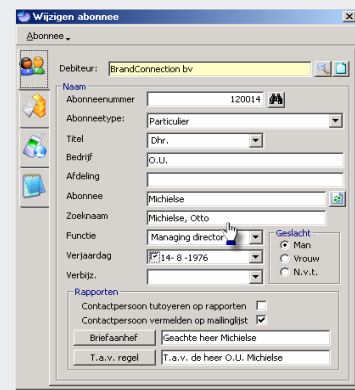 Wijzigen abonnee
Abonnee
Debiteur: BrandConnection bv
Naam
Abonneenummer 120014
Abonneetype: Particulier
Titel Dhr.
Bedrijf O.U.
Afdeling
Abonnee Michielse
Zoeknaam Michielse, Otto
Functie Managing director
Verjaardag 14- 8 -1976
Verbijz.
Geslacht
Man
Vrouw
N.v.t.
Rapporten
Contactpersoon tutoyeren op rapporten
Contactpersoon vermelden op mailinglijst
Briefaanhef Geachte heer Michielse
T.a.v. regel T.a.v. de heer O.U. Michielse